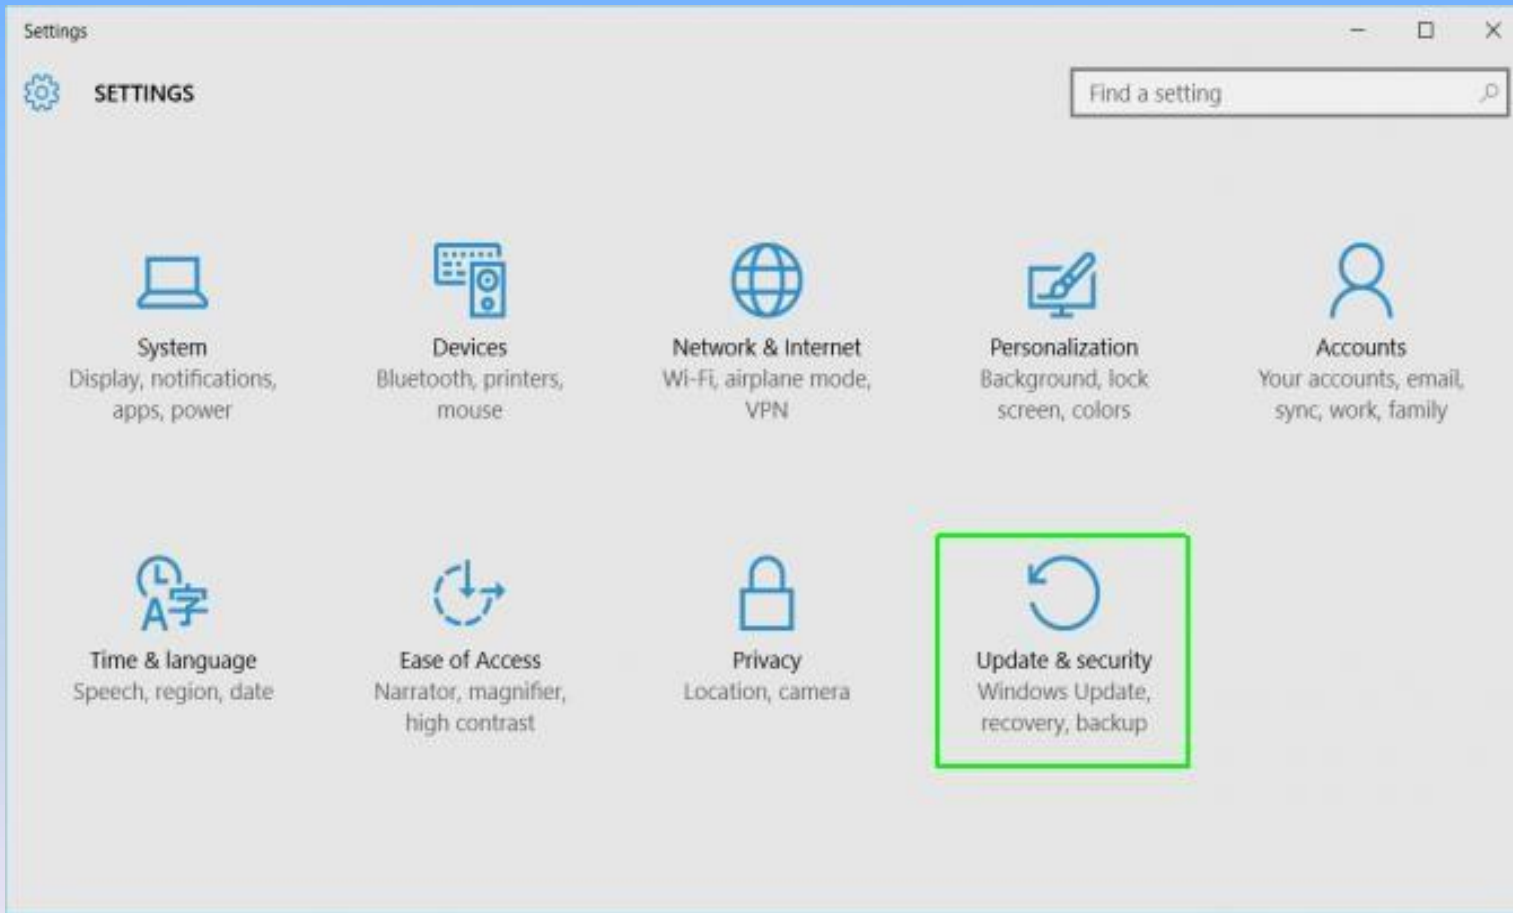 Settings
SETTINGS
Find a setting
System
Display, notifications,
apps, power
Devices
Bluetooth, printers,
mouse
Network & Internet
Wi-Fi, airplane mode,
VPN
Personalization
Background, lock
screen, colors
Accounts
Your accounts, email,
sync, work, family
A字
Time & language
Speech, region, date
Ease of Access
Narrator, magnifier,
high contrast
Privacy
Location, camera
Update & security
Windows Update,
recovery, backup